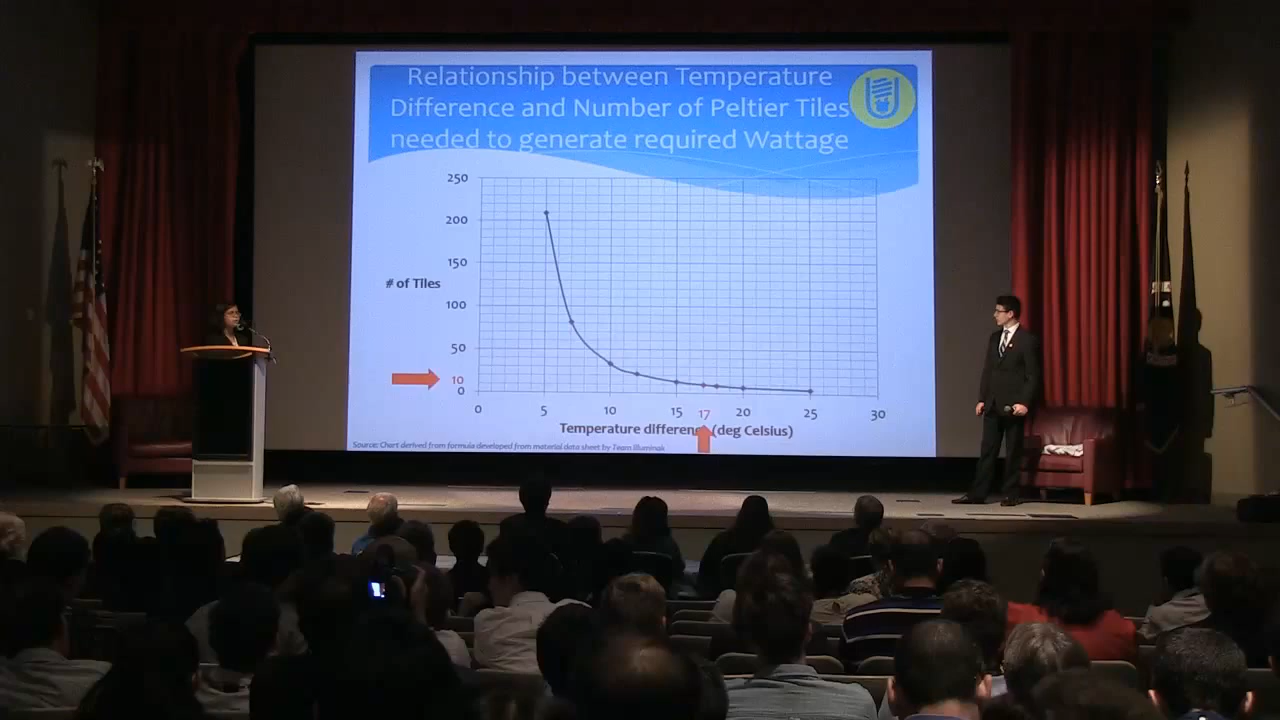 Relationship between Temperature
Difference and Number of Peltier Tiles
needed to generate required Wattage
250
200
150
# of Tiles
100
50
10
0
0 5 10 15 17 20 25 30
Temperature difference (deg Celsius)
Source: Chart derived from formula developed from material data sheet by Team Illuminak